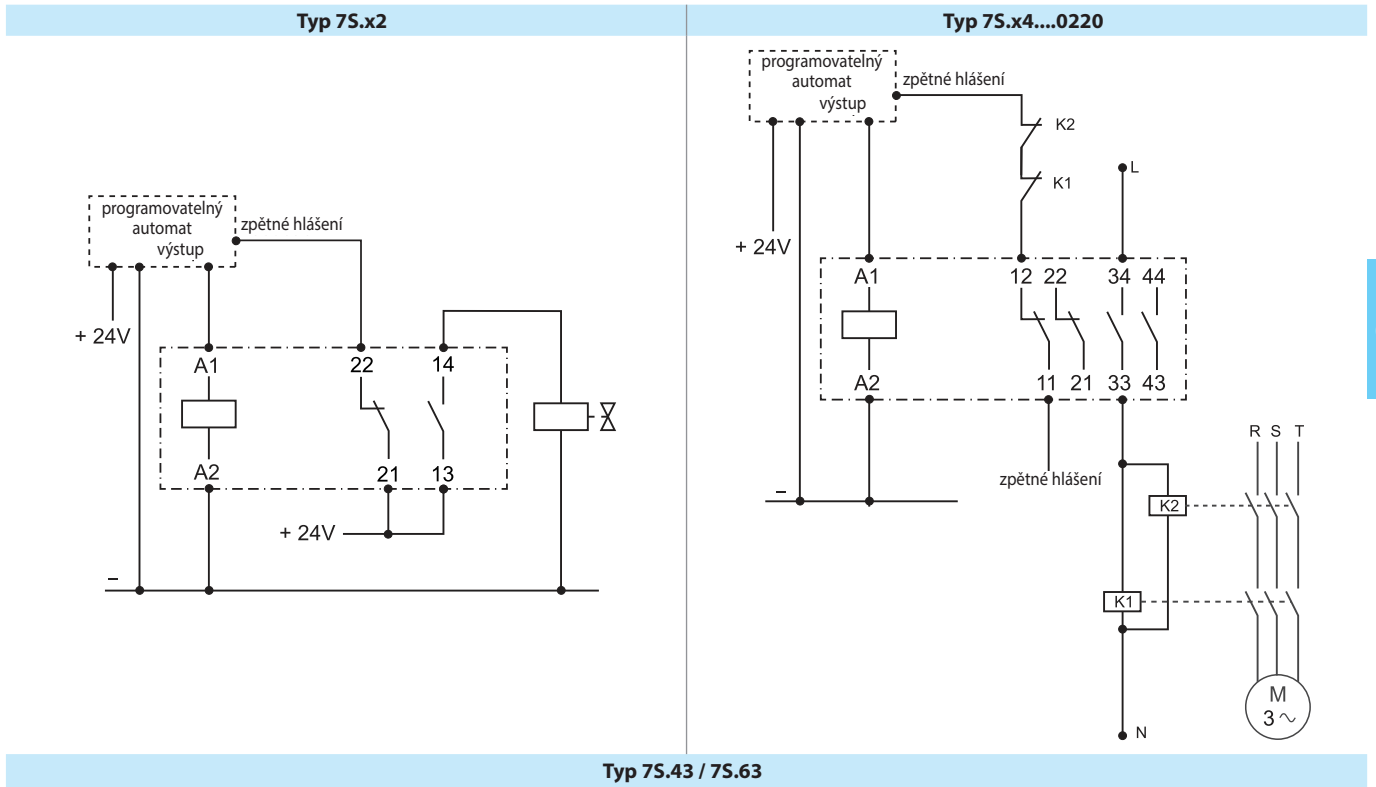 Typ 7S.x2
programovatelný
automat
výstup
zpětné hlášení
+ 24V
A1
22
14
A2
21
13
+ 24V
–
Typ 7S.x4....0220
programovatelný
automat
výstup
zpětné hlášení
K2
K1
L
+ 24V
A1
12 22
34 44
A2
11 21 33 43
zpětné hlášení
–
R S T
K2
K1
M
3 ~
N
Typ 7S.43 / 7S.63